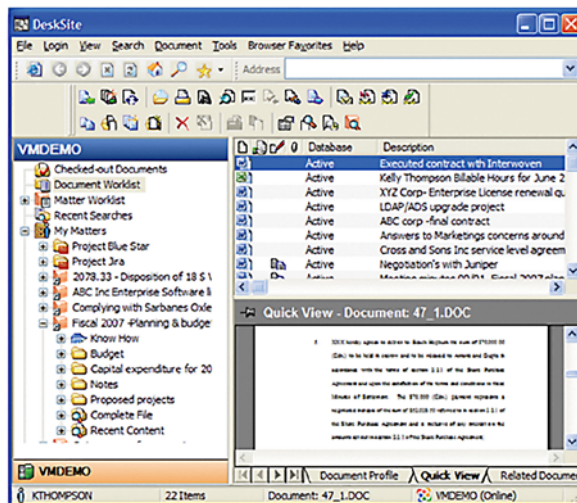 DeskSite
File Login View Search Document Tools Browser Favorites Help
Address
VMDEMO
Checked-out Documents
Document Worklist
Matter Worklist
Recent Searches
My Matters
Project Blue Star
Project Jira
2078.33 - Disposition of 18 S
ABC Inc Enterprise Software li
Complying with Sarbanes Oxle
Fiscal 2007 -Planning & budge
Know How
Budget
Capital expenditure for 20
Notes
Proposed projects
Complete File
Recent Content
VMDEMO
Database Description
Active Executed contract wth Interwoven
Active Kelly Thompson Billable Hours for June 2
Active XYZ Corp- Enterprise License renewal qu
Active LDAP/ADS upgrade project
Active ABC corp -final contract
Active Answers to Marketings concerns around
Active Cross and Sons Inc service level agreem
Active Negotiation's with Juniper
Quick View - Document: 47_1.DOC
Document Profile Quick View Related Docume
KTHOMPSON 22 Items Document: 47_1.DOC VMDEMO (Online)